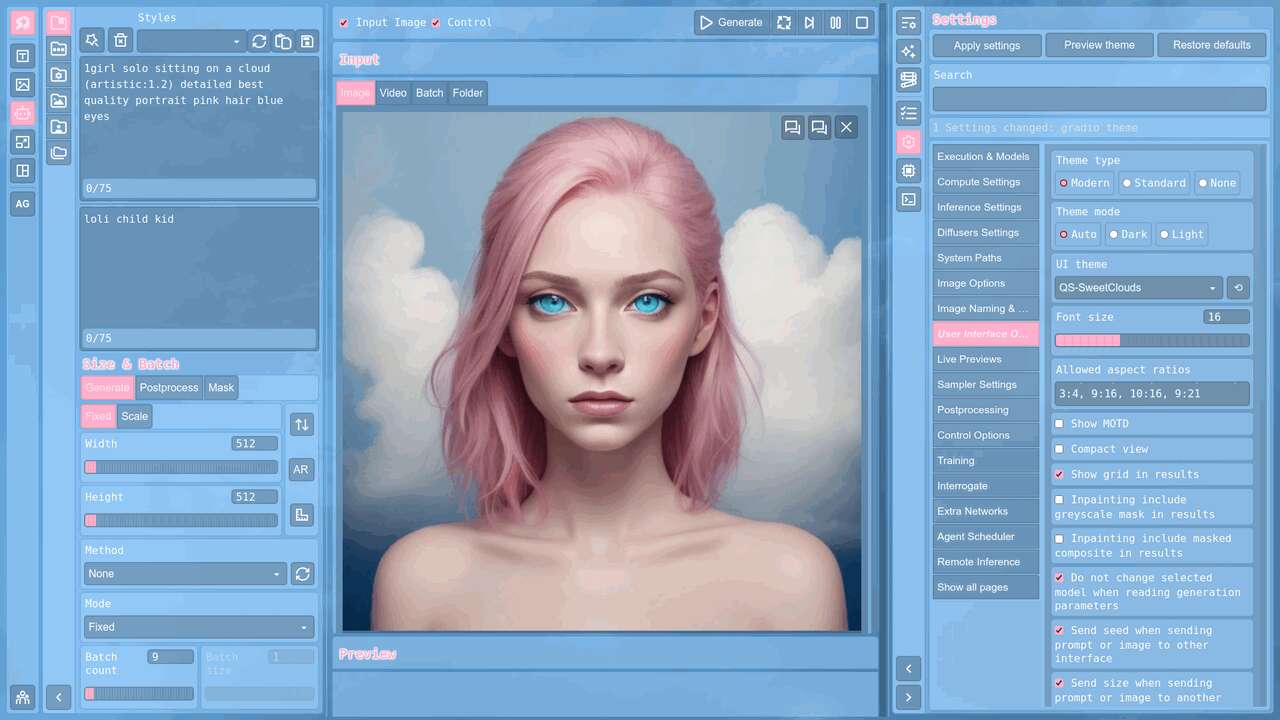 Styles
1girl solo sitting on a cloud
(artistic:1.2) detailed best
quality portrait pink hair blue
eyes
0/75
loli child kid
0/75
Size & Batch
Generate
Postprocess
Mask
Fixed
Scale
Width
512
AR
Height
512
Method
None
Mode
Fixed
Batch
count
9
Batch
size
1
AG
Input Image
Control
Generate
Input
Image
Video
Batch
Folder
Preview
Settings
Apply settings
Preview theme
Restore defaults
Search
1 Settings changed: gradio theme
Execution & Models
Compute Settings
Inference Settings
Diffusers Settings
System Paths
Image Options
Image Naming & ...
User Interface O...
Live Previews
Sampler Settings
Postprocessing
Control Options
Training
Interrogate
Extra Networks
Agent Scheduler
Remote Inference
Show all pages
Theme type
Modern
Standard
None
Theme mode
Auto
Dark
Light
UI theme
QS-SweetClouds
Font size
16
Allowed aspect ratios
3:4, 9:16, 10:16, 9:21
Show MOTD
Compact view
Show grid in results
Inpainting include
greyscale mask in results
Inpainting include masked
composite in results
Do not change selected
model when reading generation
parameters
Send seed when sending
prompt or image to other
interface
Send size when sending
prompt or image to another